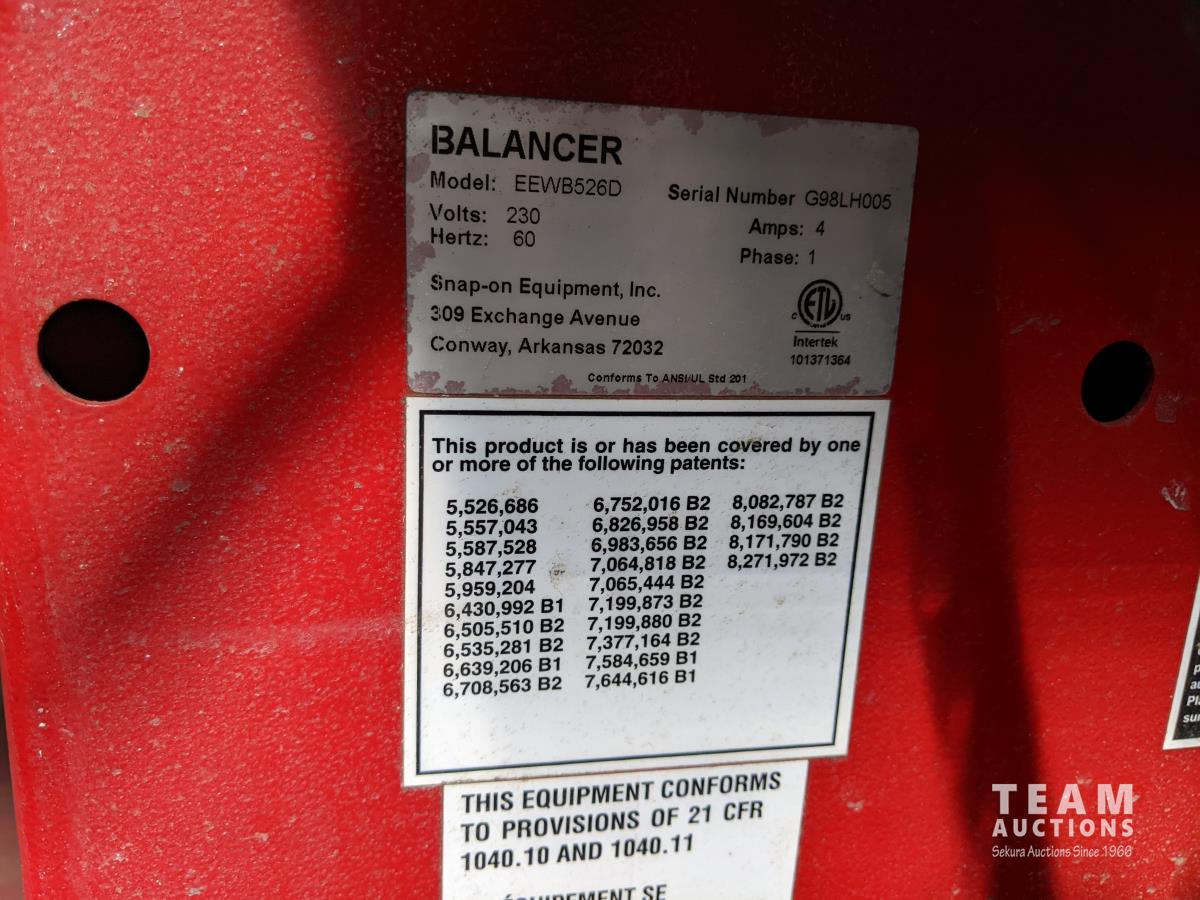 BALANCER
Model: EEWB526D
Serial Number G98LH005
Volts: 230
Amps: 4
Hertz: 60
Phase: 1
Snap-on Equipment, Inc.
309 Exchange Avenue
Conway, Arkansas 72032
C ETL US
Intertek
101371364
Conforms To ANSI/UL Std 201
This product is or has been covered by one
or more of the following patents:
5,526,686
5,557,043
5,587,528
5,847,277
5,959,204
6,430,992 B1
6,505,510 B2
6,535,281 B2
6,639,206 B1
6,708,563 B2
6,752,016 B2
6,826,958 B2
6,983,656 B2
7,064,818 B2
7,065,444 B2
7,199,873 B2
7,199,880 B2
7,377,164 B2
7,584,659 B1
7,644,616 B1
8,082,787 B2
8,169,604 B2
8,171,790 B2
8,271,972 B2
THIS EQUIPMENT CONFORMS
TO PROVISIONS OF 21 CFR
1040.10 AND 1040.11
ÉQUIPEMENT SE
TEAM
AUCTIONS
Sekura Auctions Since 1966